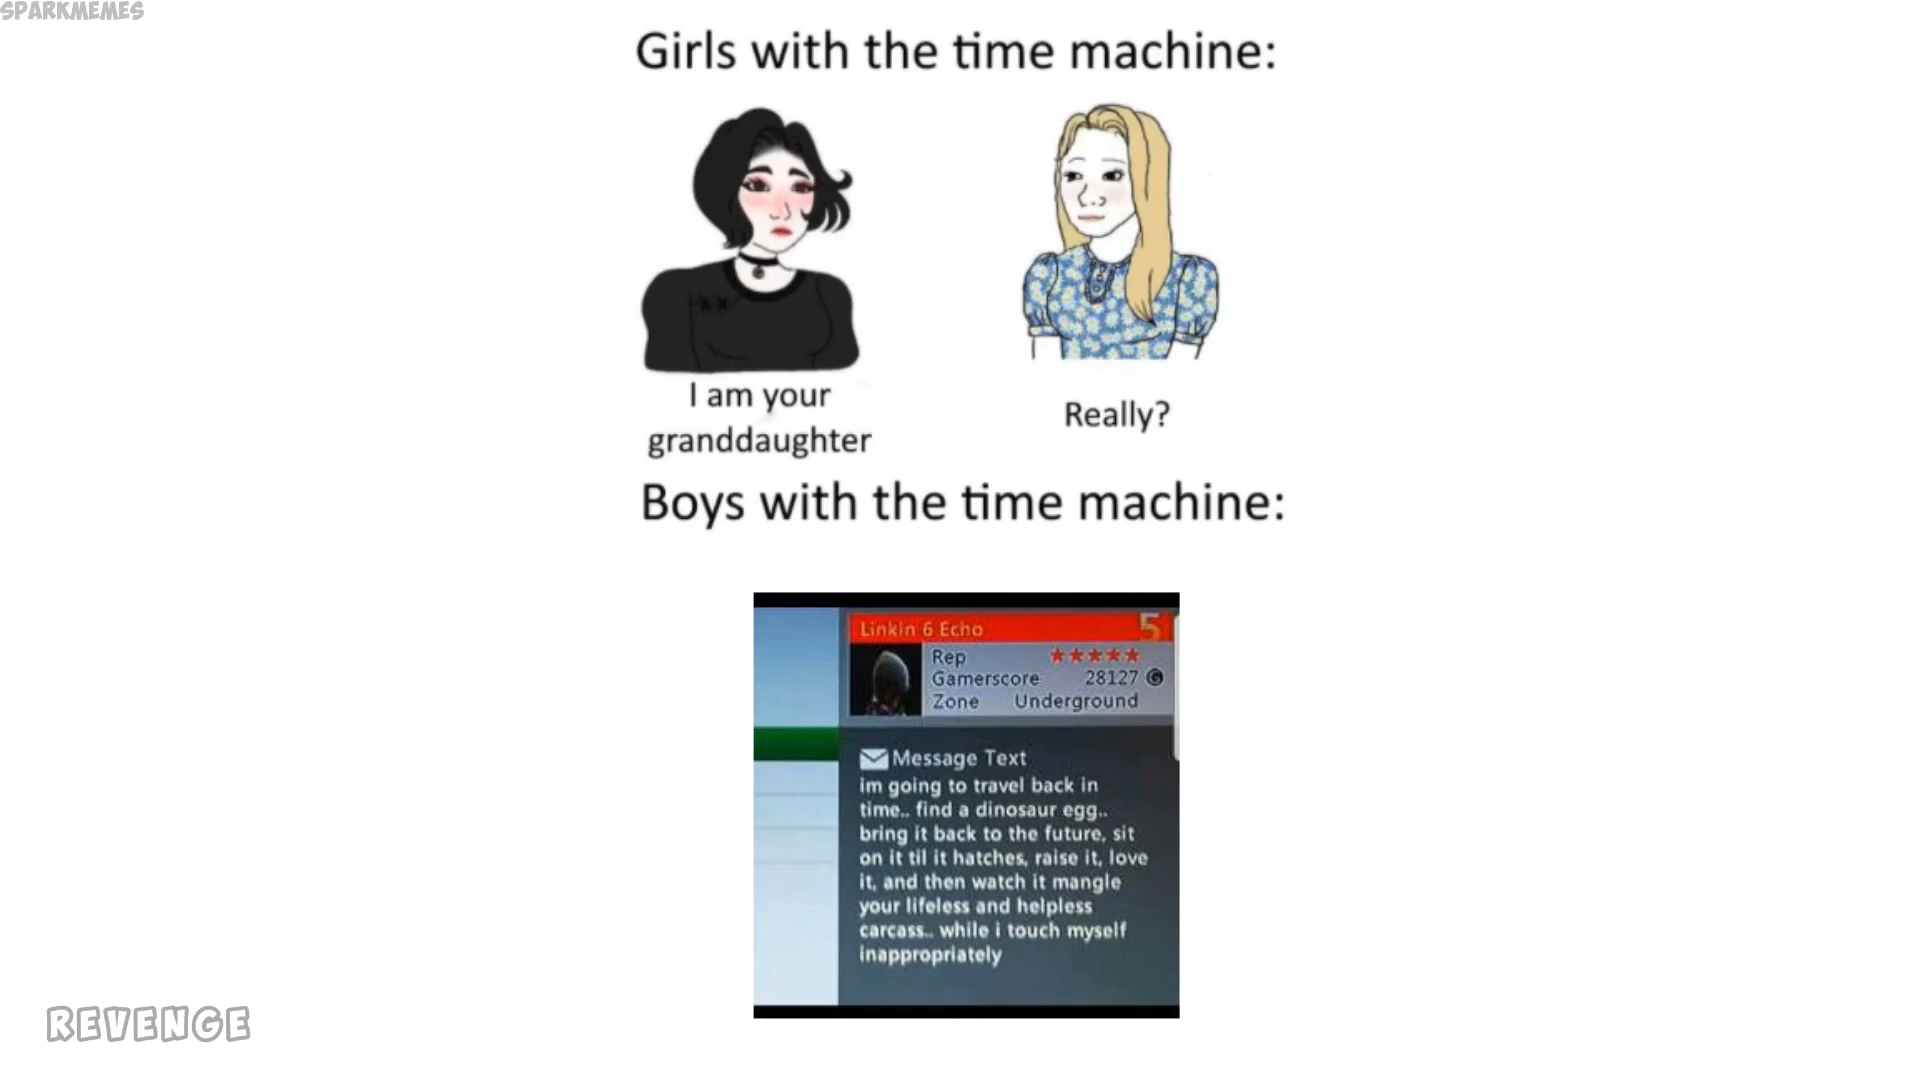 SPARKMEMES
Girls with the time machine:
I am your
granddaughter
Really?
Boys with the time machine:
Linkin 6 Echo
5
Rep ★★★★★
Gamerscore 28127 G
Zone Underground
Message Text
im going to travel back in
time.. find a dinosaur egg..
bring it back to the future, sit
on it til it hatches, raise it, love
it, and then watch it mangle
your lifeless and helpless
carcass.. while i touch myself
inappropriately
REVENGE